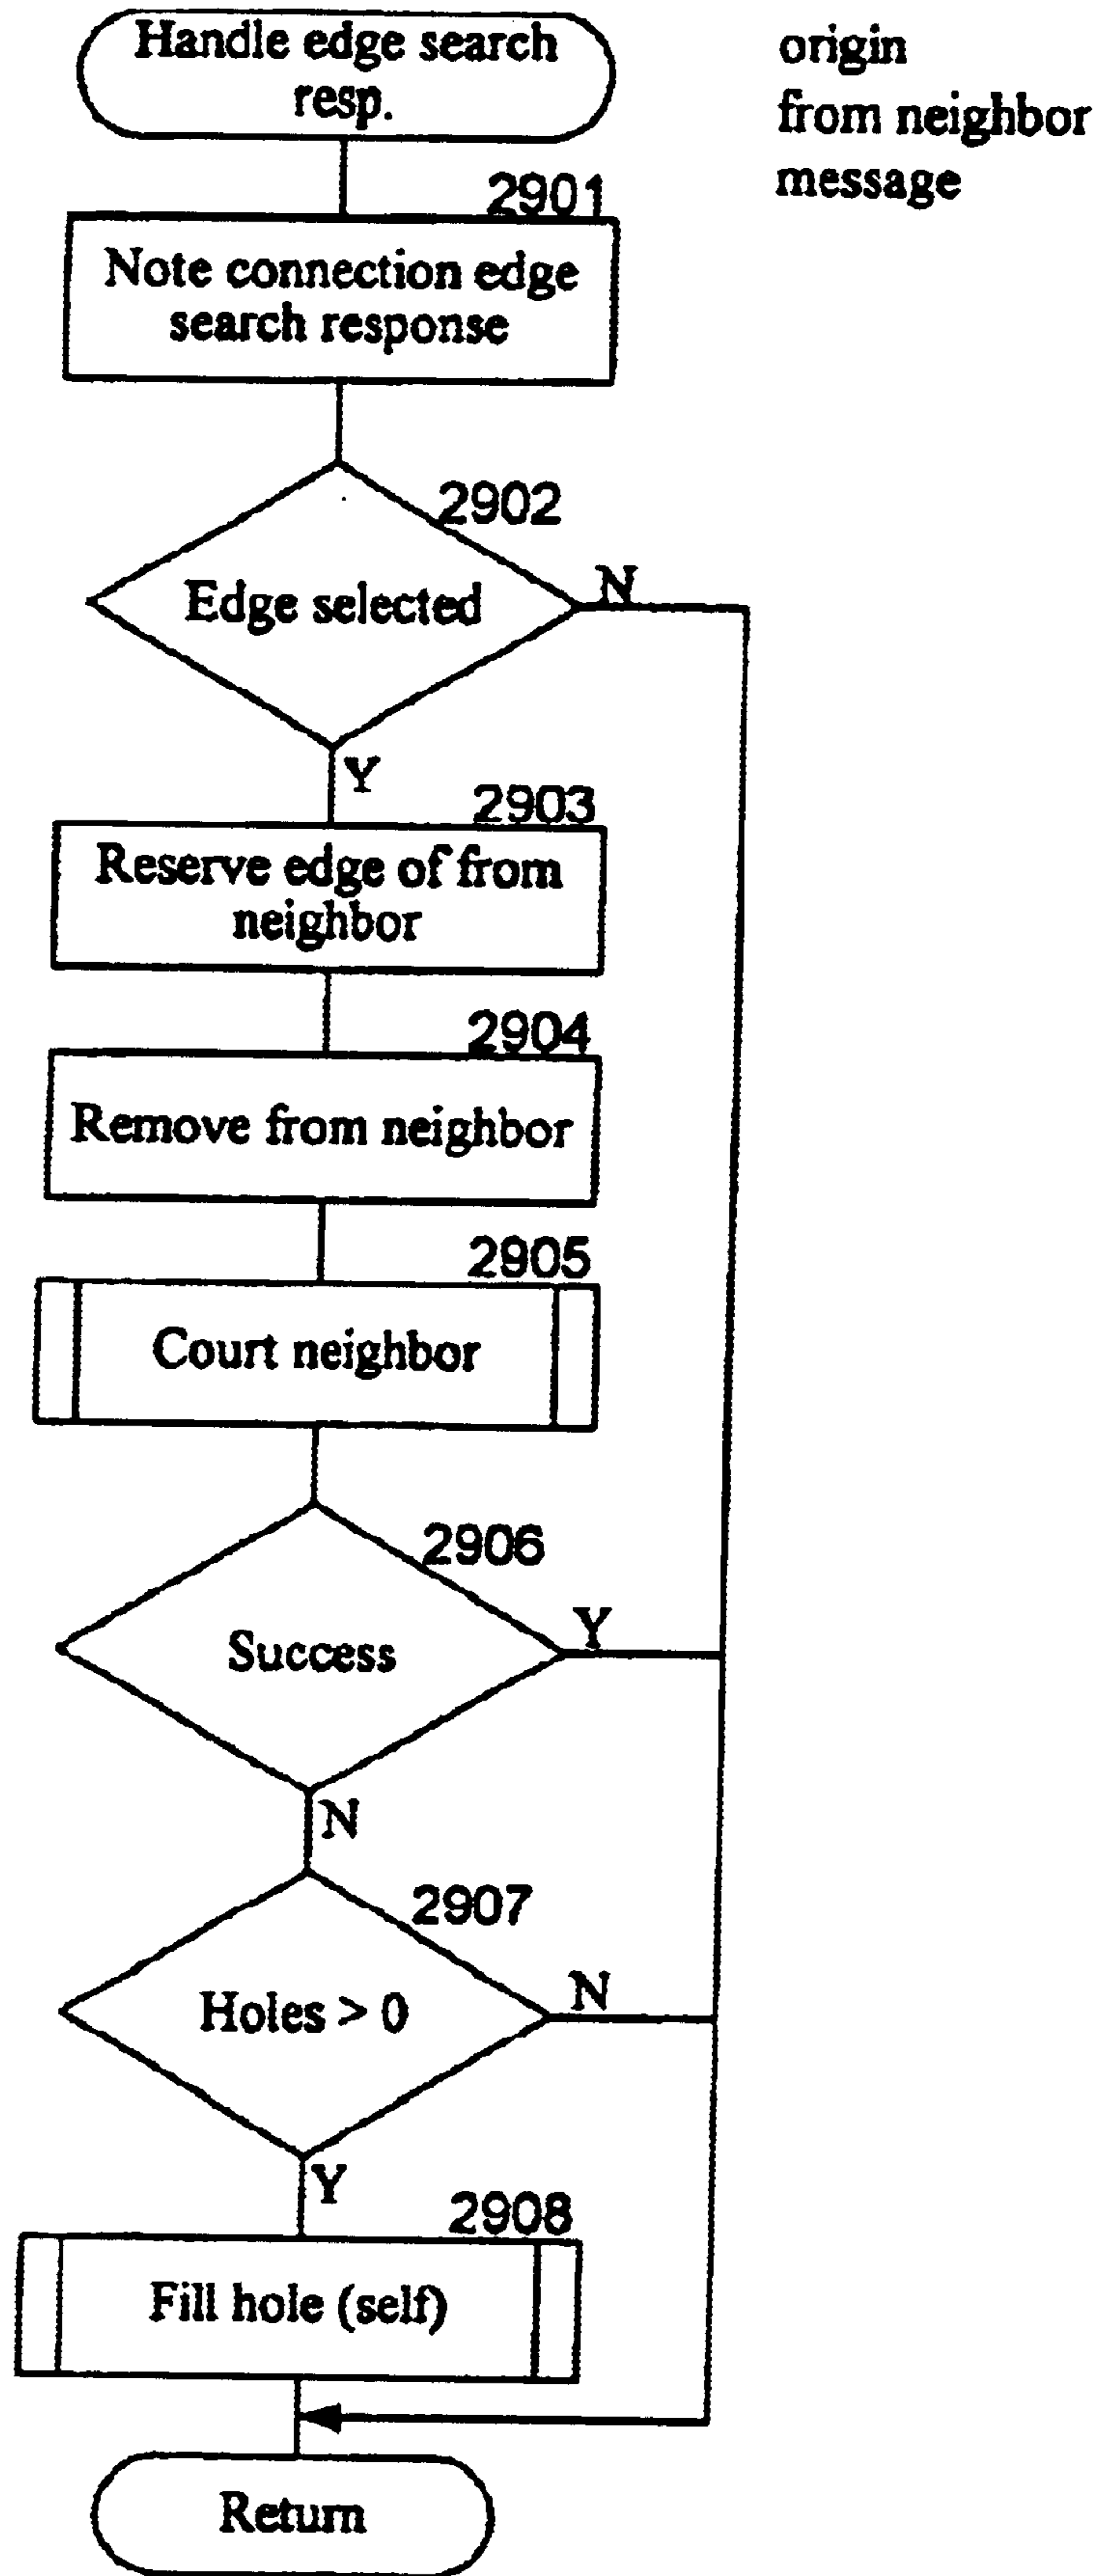 Handle edge search
resp.
origin
from neighbor
message
2901
Note connection edge
search response
2902
Edge selected
N
Y
2903
Reserve edge of from
neighbor
2904
Remove from neighbor
2905
Court neighbor
2906
Success
Y
N
2907
Holes > 0
N
Y
2908
Fill hole (self)
Return